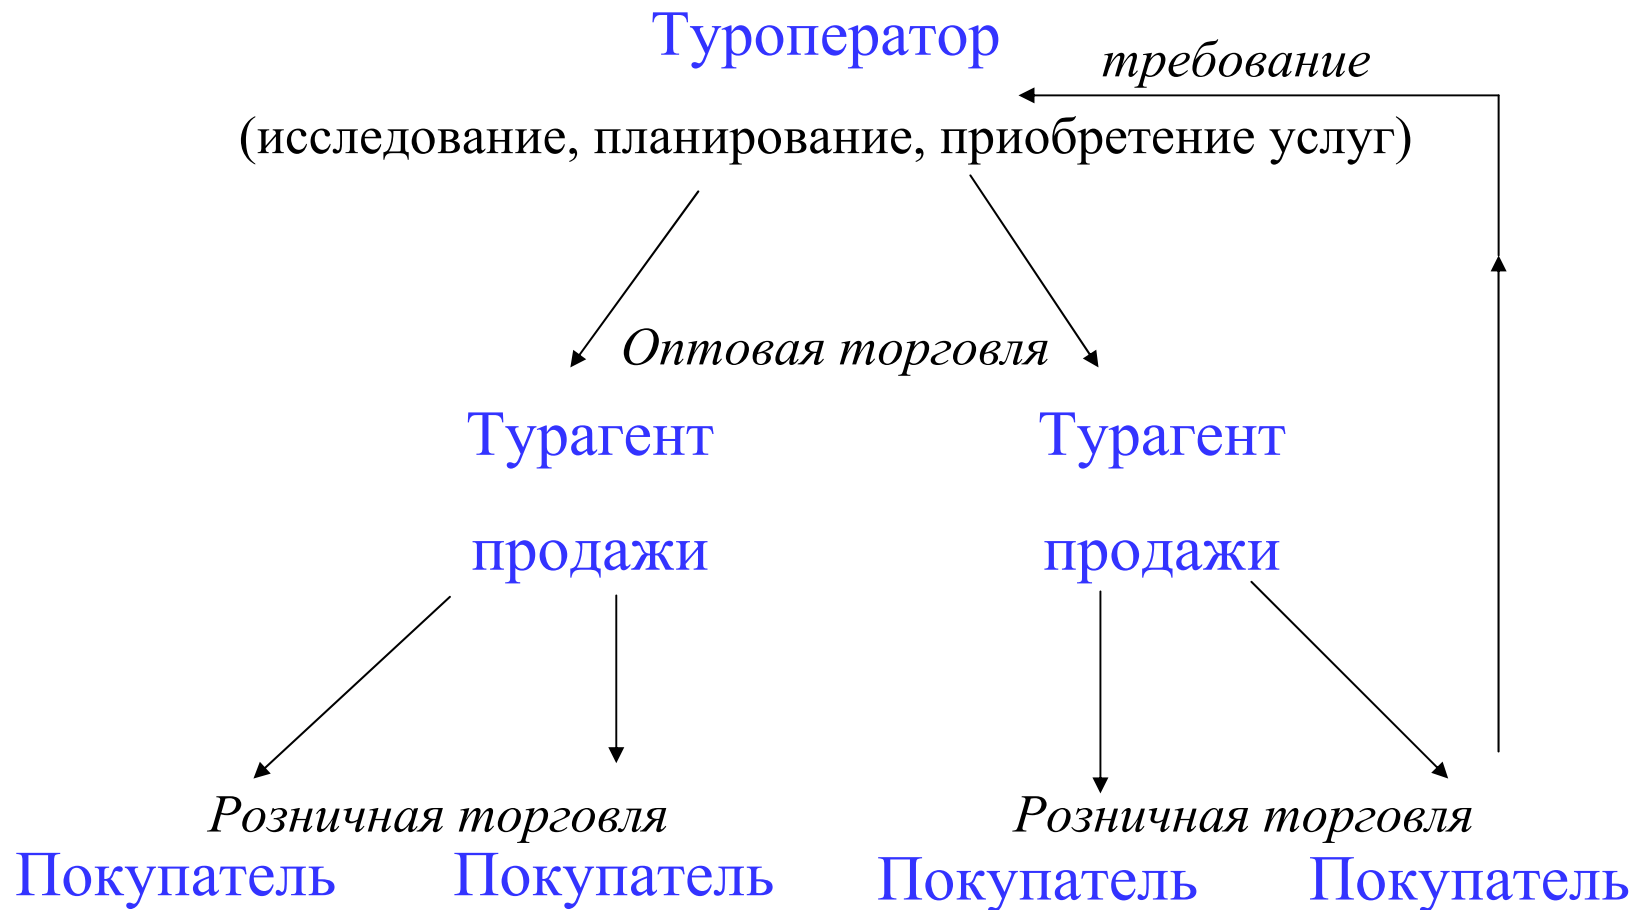 Туроператор
требование
(исследование, планирование, приобретение услуг)
Оптовая торговля
Турагент Турагент
продажи продажи
Розничная торговля Розничная торговля
Покупатель Покупатель Покупатель Покупатель